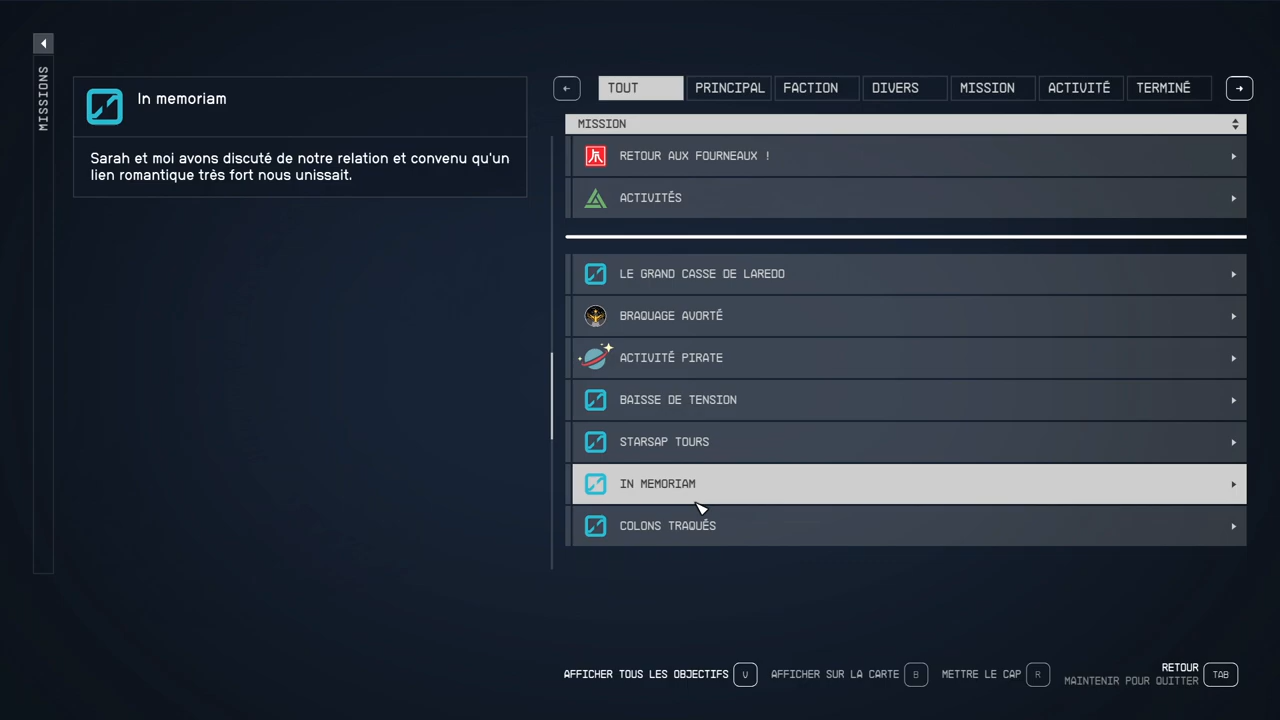 MISSIONS
In memoriam
Sarah et moi avons discuté de notre relation et convenu qu'un
lien romantique très fort nous unissait.
TOUT PRINCIPAL FACTION DIVERS MISSION ACTIVITÉ TERMINÉ
MISSION
RETOUR AUX FOURNEAUX !
ACTIVITÉS
LE GRAND CASSE DE LAREDO
BRAQUAGE AVORTÉ
ACTIVITÉ PIRATE
BAISSE DE TENSION
STARSAP TOURS
IN MEMORIAM
COLONS TRAQUÉS
AFFICHER TOUS LES OBJECTIFS V AFFICHER SUR LA CARTE B METTRE LE CAP R RETOUR TAB
MAINTENIR POUR QUITTER